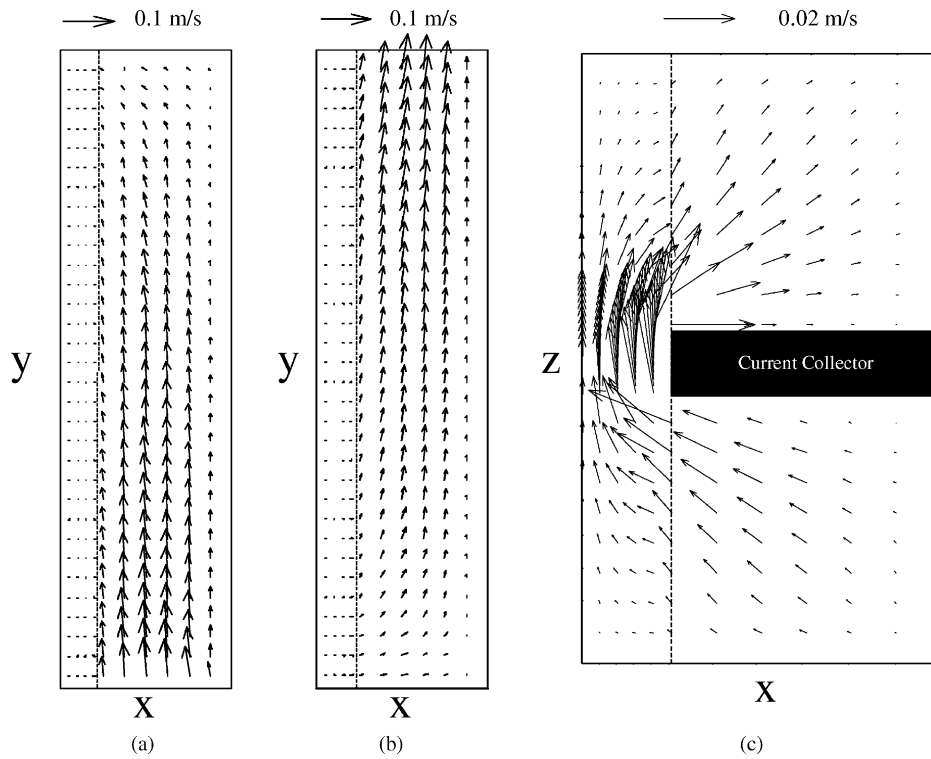 0.1 m/s
0.1 m/s
0.02 m/s
y
y
z
Current Collector
x
x
x
(a)
(b)
(c)